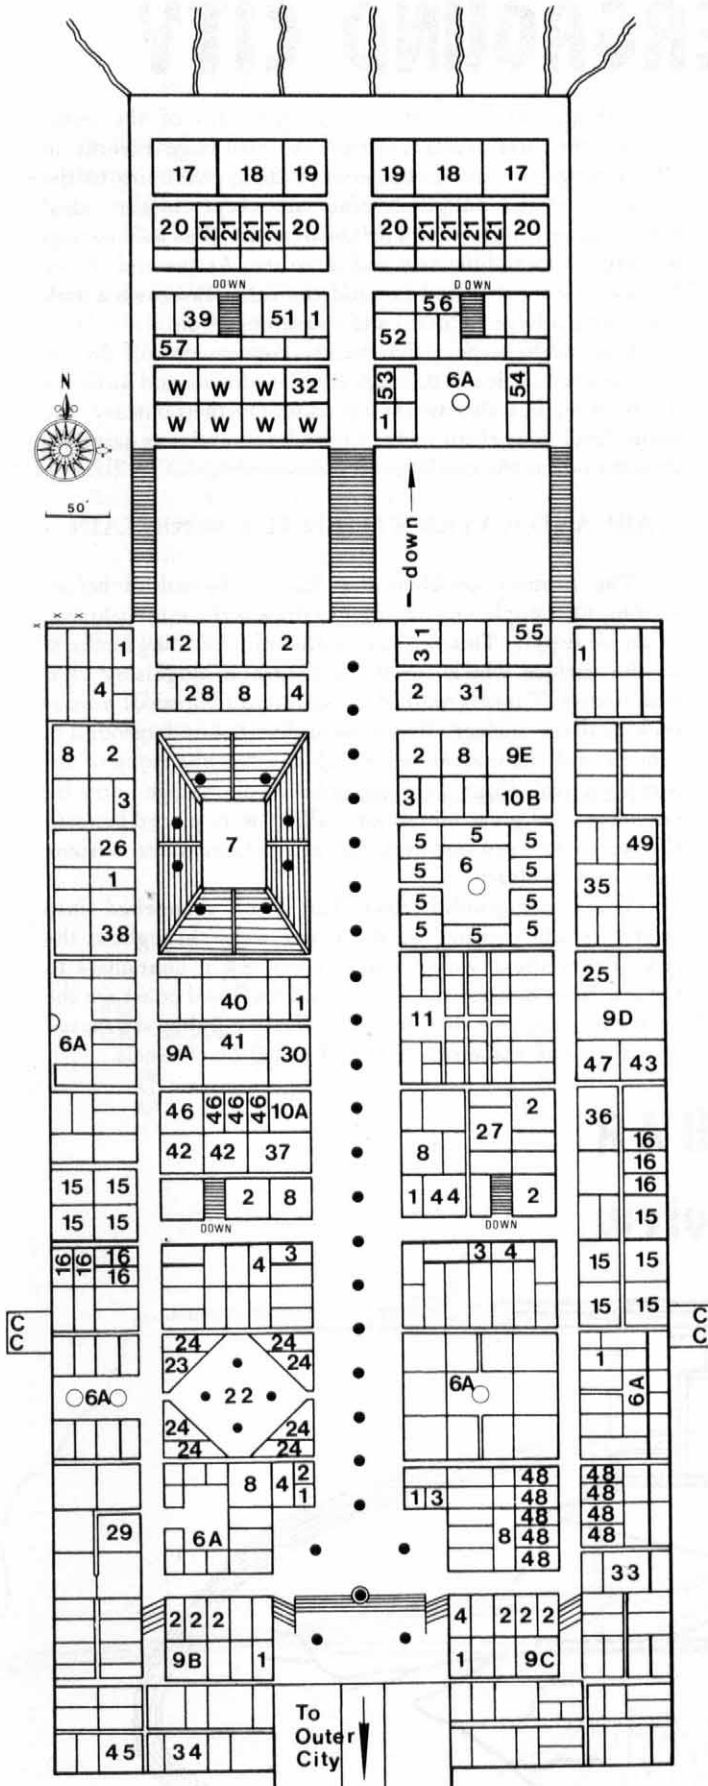 17 18 19 19 18 17
20 21 21 21 21 20 20 21 21 21 21 20
DOWN DOWN
39 51 1 56
57 52
W W W 32 53 6A 54
W W W W 1
N
50'
down
1 12 2 3 1 55 1
4 28 8 4 2 31
8 2 2 8 9E
3 3 10B
7
26 5 5 5 49
1 5 6 5 35
38 5 5
5 5 5
40 1 11 25
6A 9A 41 30 9D
47 43
46 46 46 46 10A 2 36
42 42 37 8 27 16
16
15 15 2 8 1 44 2 16
15 15 15
DOWN DOWN
16 16 16 4 3 3 4 15 15
16 15 15
C C
C C
24 24 1
23 24 6A 6A
6A 22
24 24
24 24
8 4 2 48 48
1 1 3 48 48
29 6A 48 48
8 48 48
48 33
2 2 2 4 2 2 2
9B 1 1 9C
To
Outer
City
45 34